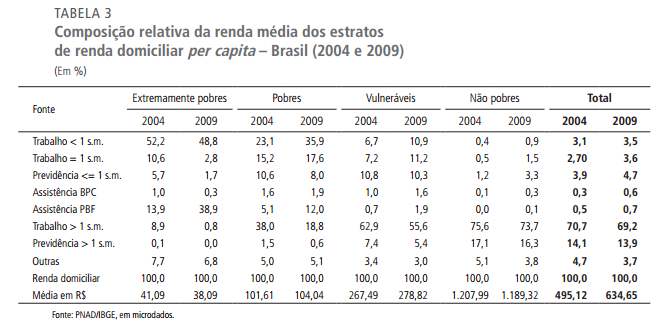 TABELA 3
Composição relativa da renda média dos estratos
de renda domiciliar per capita – Brasil (2004 e 2009)
(Em %)
Fonte Extremamente pobres Pobres Vulneráveis Não pobres Total
2004 2009 2004 2009 2004 2009 2004 2009 2004 2009
Trabalho < 1 s.m. 52,2 48,8 23,1 35,9 6,7 10,9 0,4 0,9 3,1 3,5
Trabalho = 1 s.m. 10,6 2,8 15,2 17,6 7,2 11,2 0,5 1,5 2,70 3,6
Previdência <= 1 s.m. 5,7 1,7 10,6 8,0 10,8 10,3 1,2 3,3 3,9 4,7
Assistência BPC 1,0 0,3 1,6 1,9 1,0 1,6 0,1 0,3 0,3 0,6
Assistência PBF 13,9 38,9 5,1 12,0 0,7 1,9 0,0 0,1 0,5 0,7
Trabalho > 1 s.m. 8,9 0,8 38,0 18,8 62,9 55,6 75,6 73,7 70,7 69,2
Previdência > 1 s.m. 0,1 0,0 1,5 0,6 7,4 5,4 17,1 16,3 14,1 13,9
Outras 7,7 6,8 5,0 5,1 3,4 3,0 5,1 3,8 4,7 3,7
Renda domiciliar 100,0 100,0 100,0 100,0 100,0 100,0 100,0 100,0 100,0 100,0
Média em R$ 41,09 38,09 101,61 104,04 267,49 278,82 1.207,99 1.189,32 495,12 634,65
Fonte: PNAD/IBGE, em microdados.